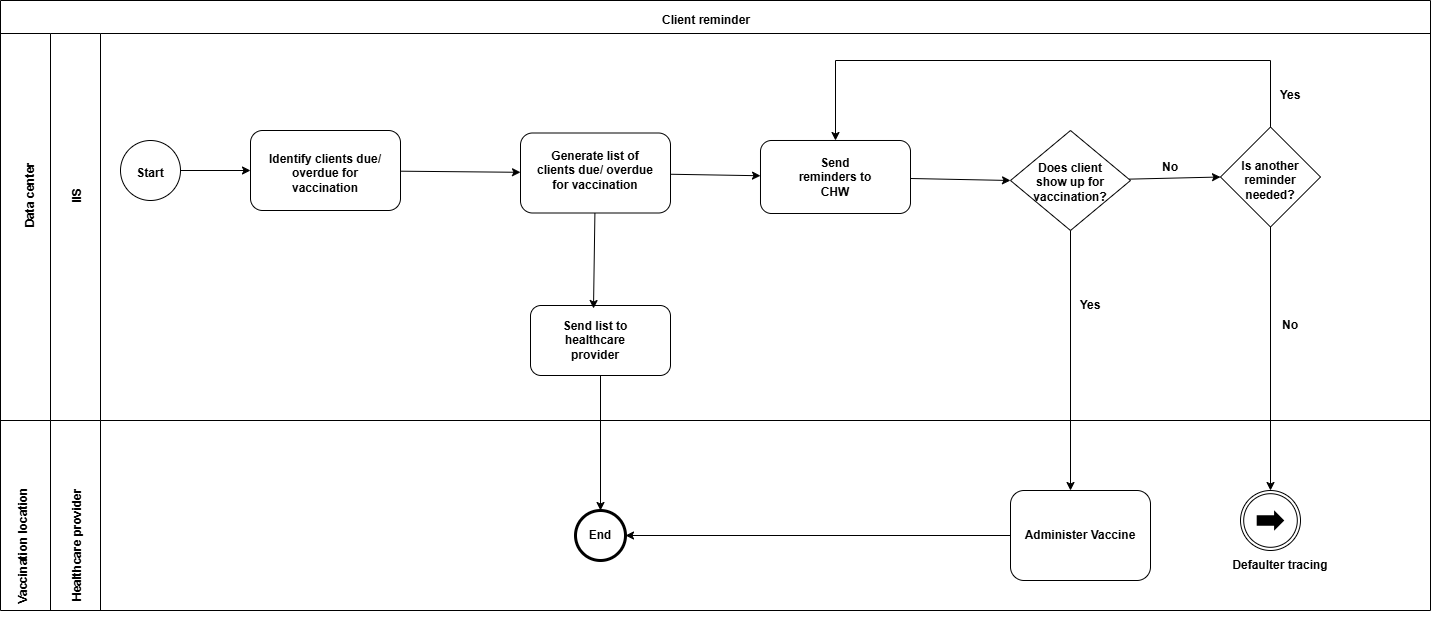 Client reminder
Data center
IIS
Start
Identify clients due/
overdue for
vaccination
Generate list of
clients due/ overdue
for vaccination
Send
reminders to
CHW
Does client
show up for
vaccination?
No
Is another
reminder
needed?
Yes
Yes
No
Send list to
healthcare
provider
Vaccination location
Healthcare provider
End
Administer Vaccine
Defaulter tracing